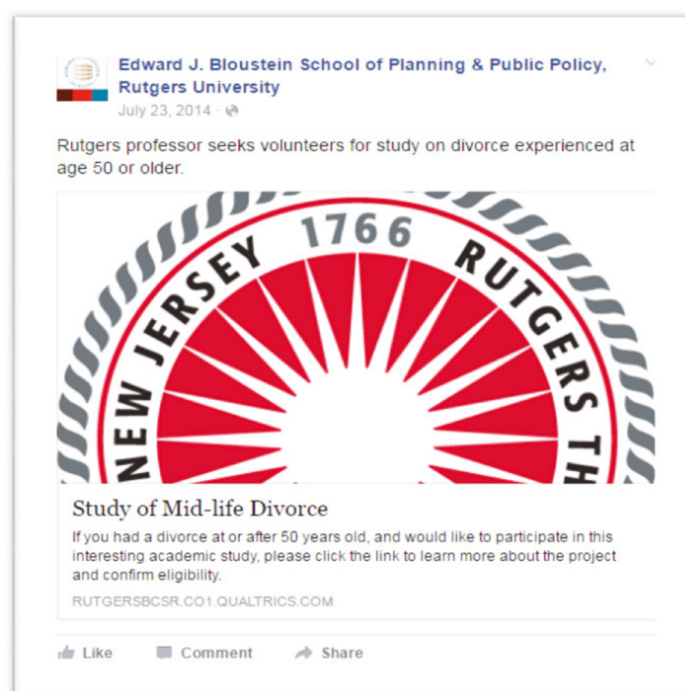 Edward J. Bloustein School of Planning & Public Policy,
Rutgers University
July 23, 2014 ·
Rutgers professor seeks volunteers for study on divorce experienced at
age 50 or older.
NEW JERSEY 1766 RUTGERS TH
Study of Mid-life Divorce
If you had a divorce at or after 50 years old, and would like to participate in this
interesting academic study, please click the link to learn more about the project
and confirm eligibility.
RUTGERSBCSR.CO1.QUALTRICS.COM
Like Comment Share